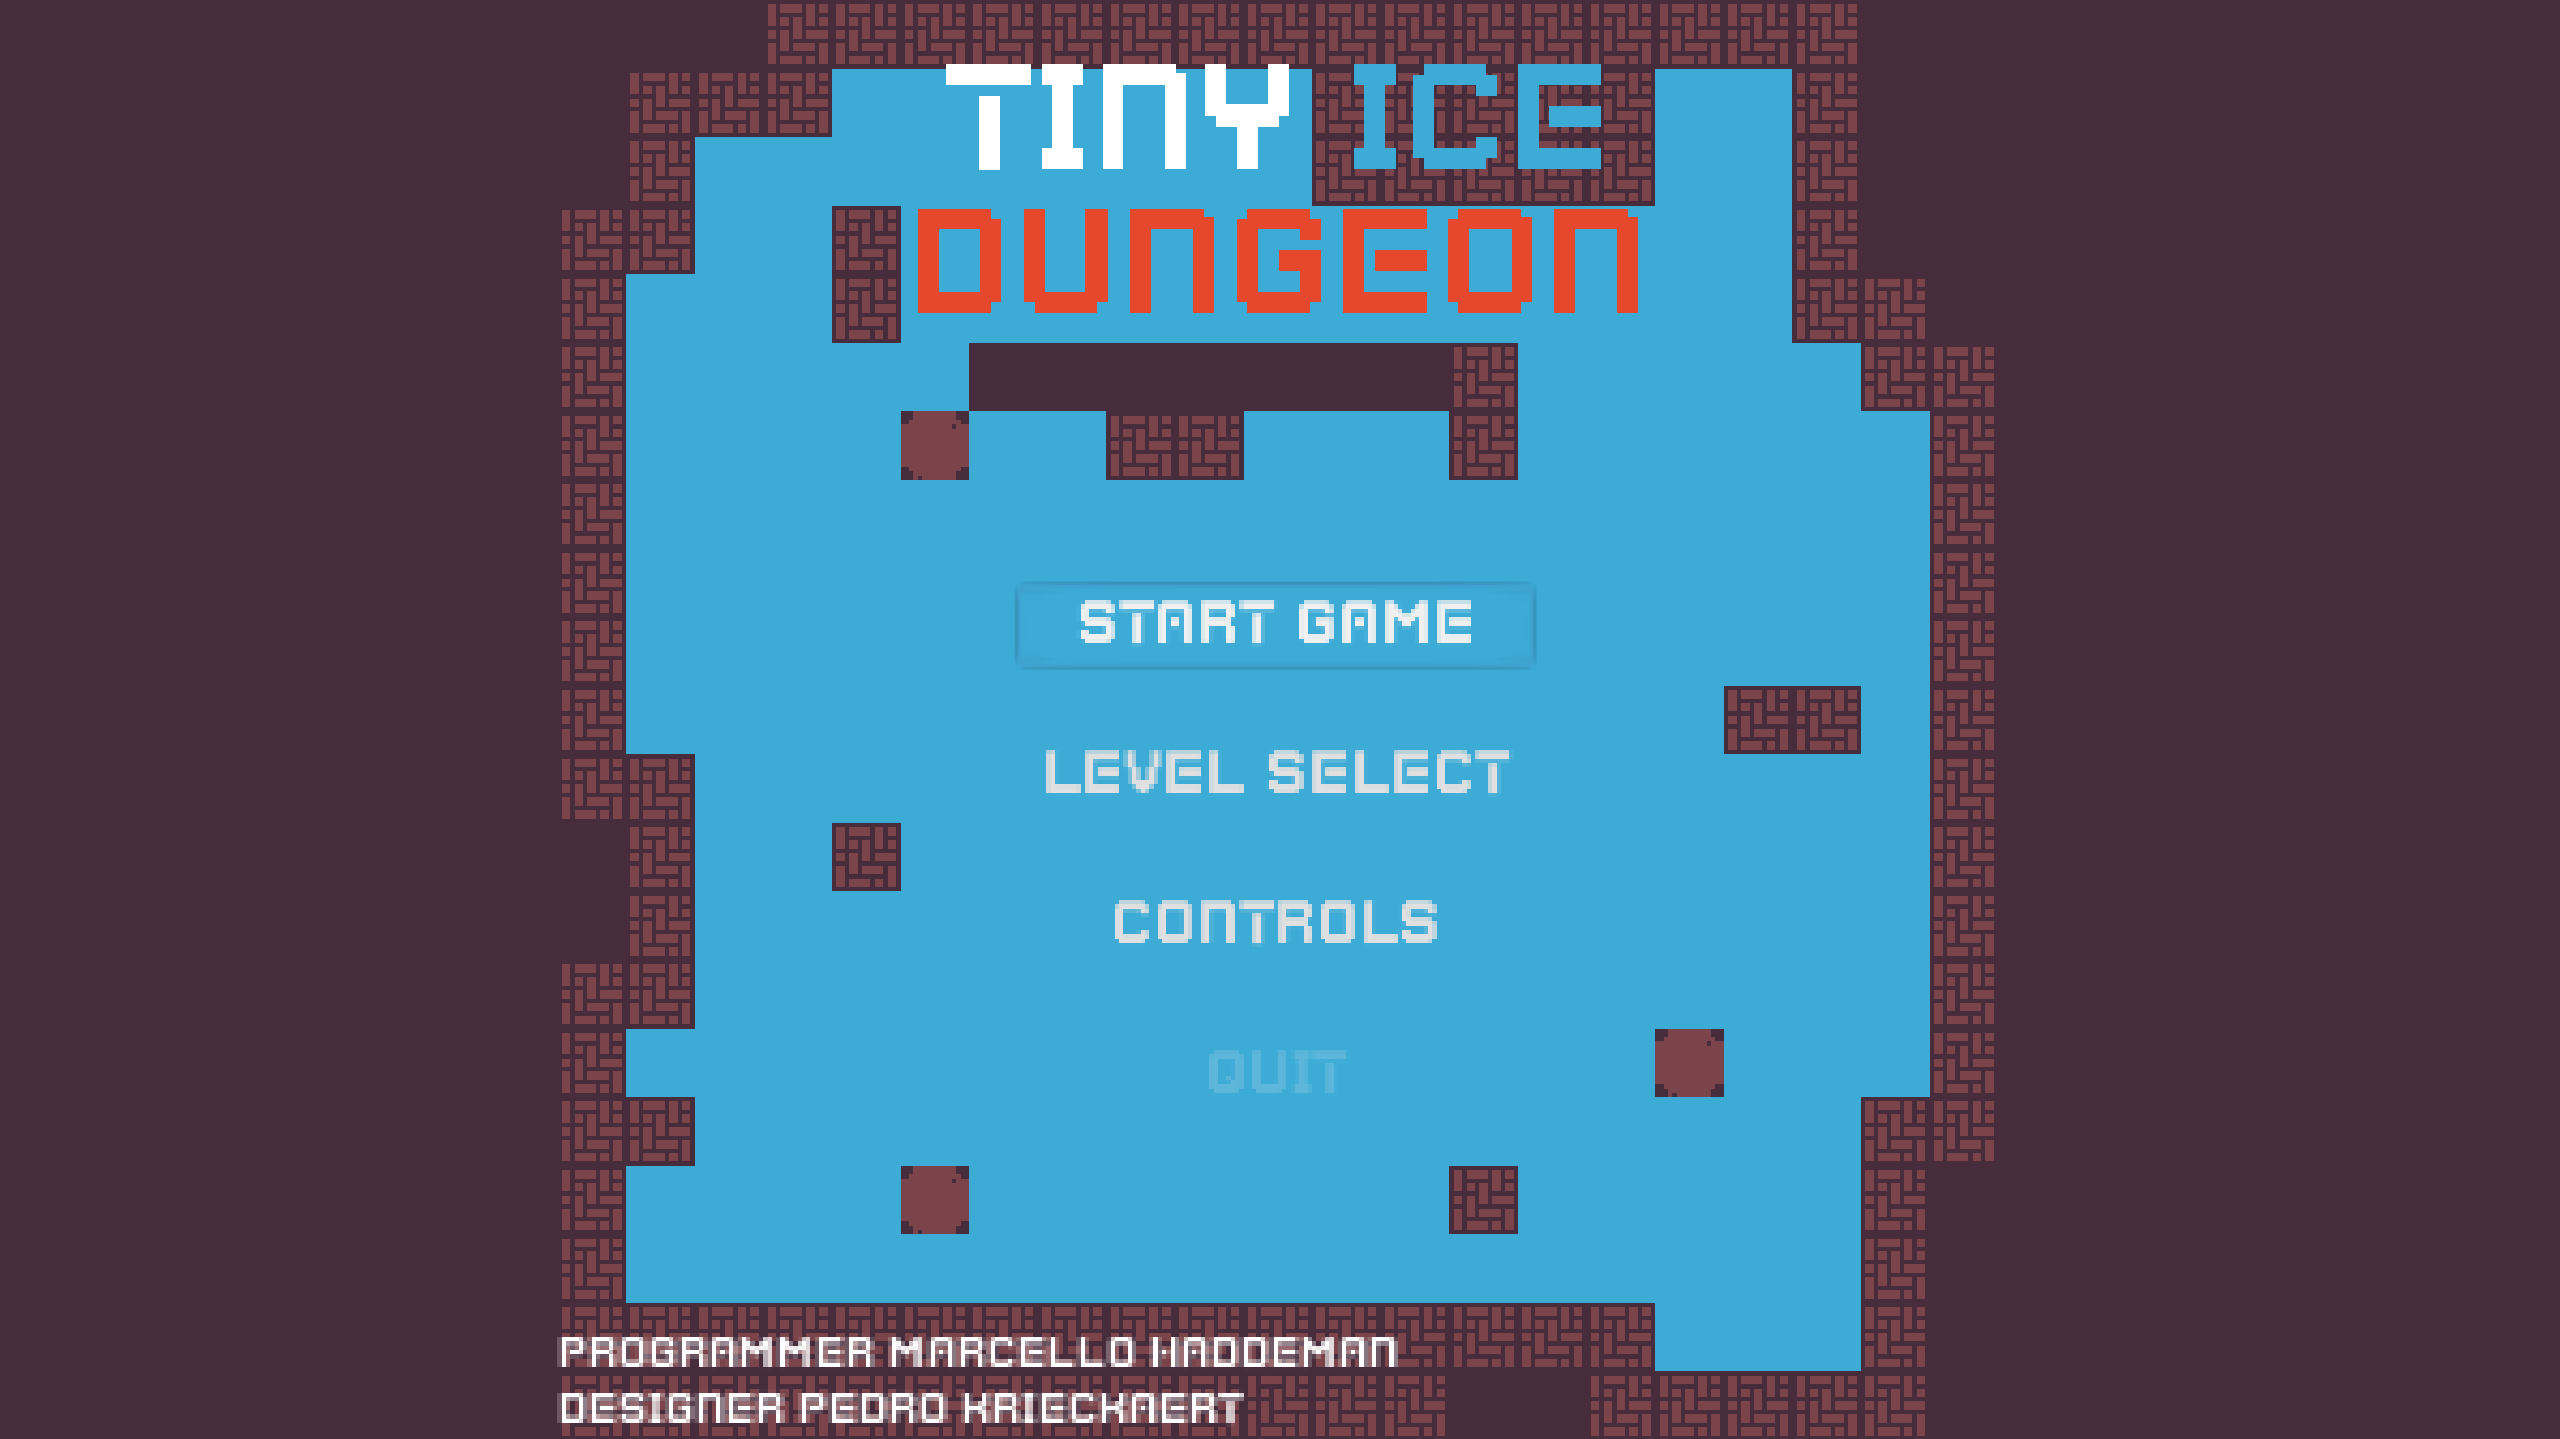 TINY ICE
DUNGEON
START GAME
LEVEL SELECT
CONTROLS
QUIT
PROGRAMMER MARCELLO HADDEMAN
DESIGNER PEDRO KRIECKAERT